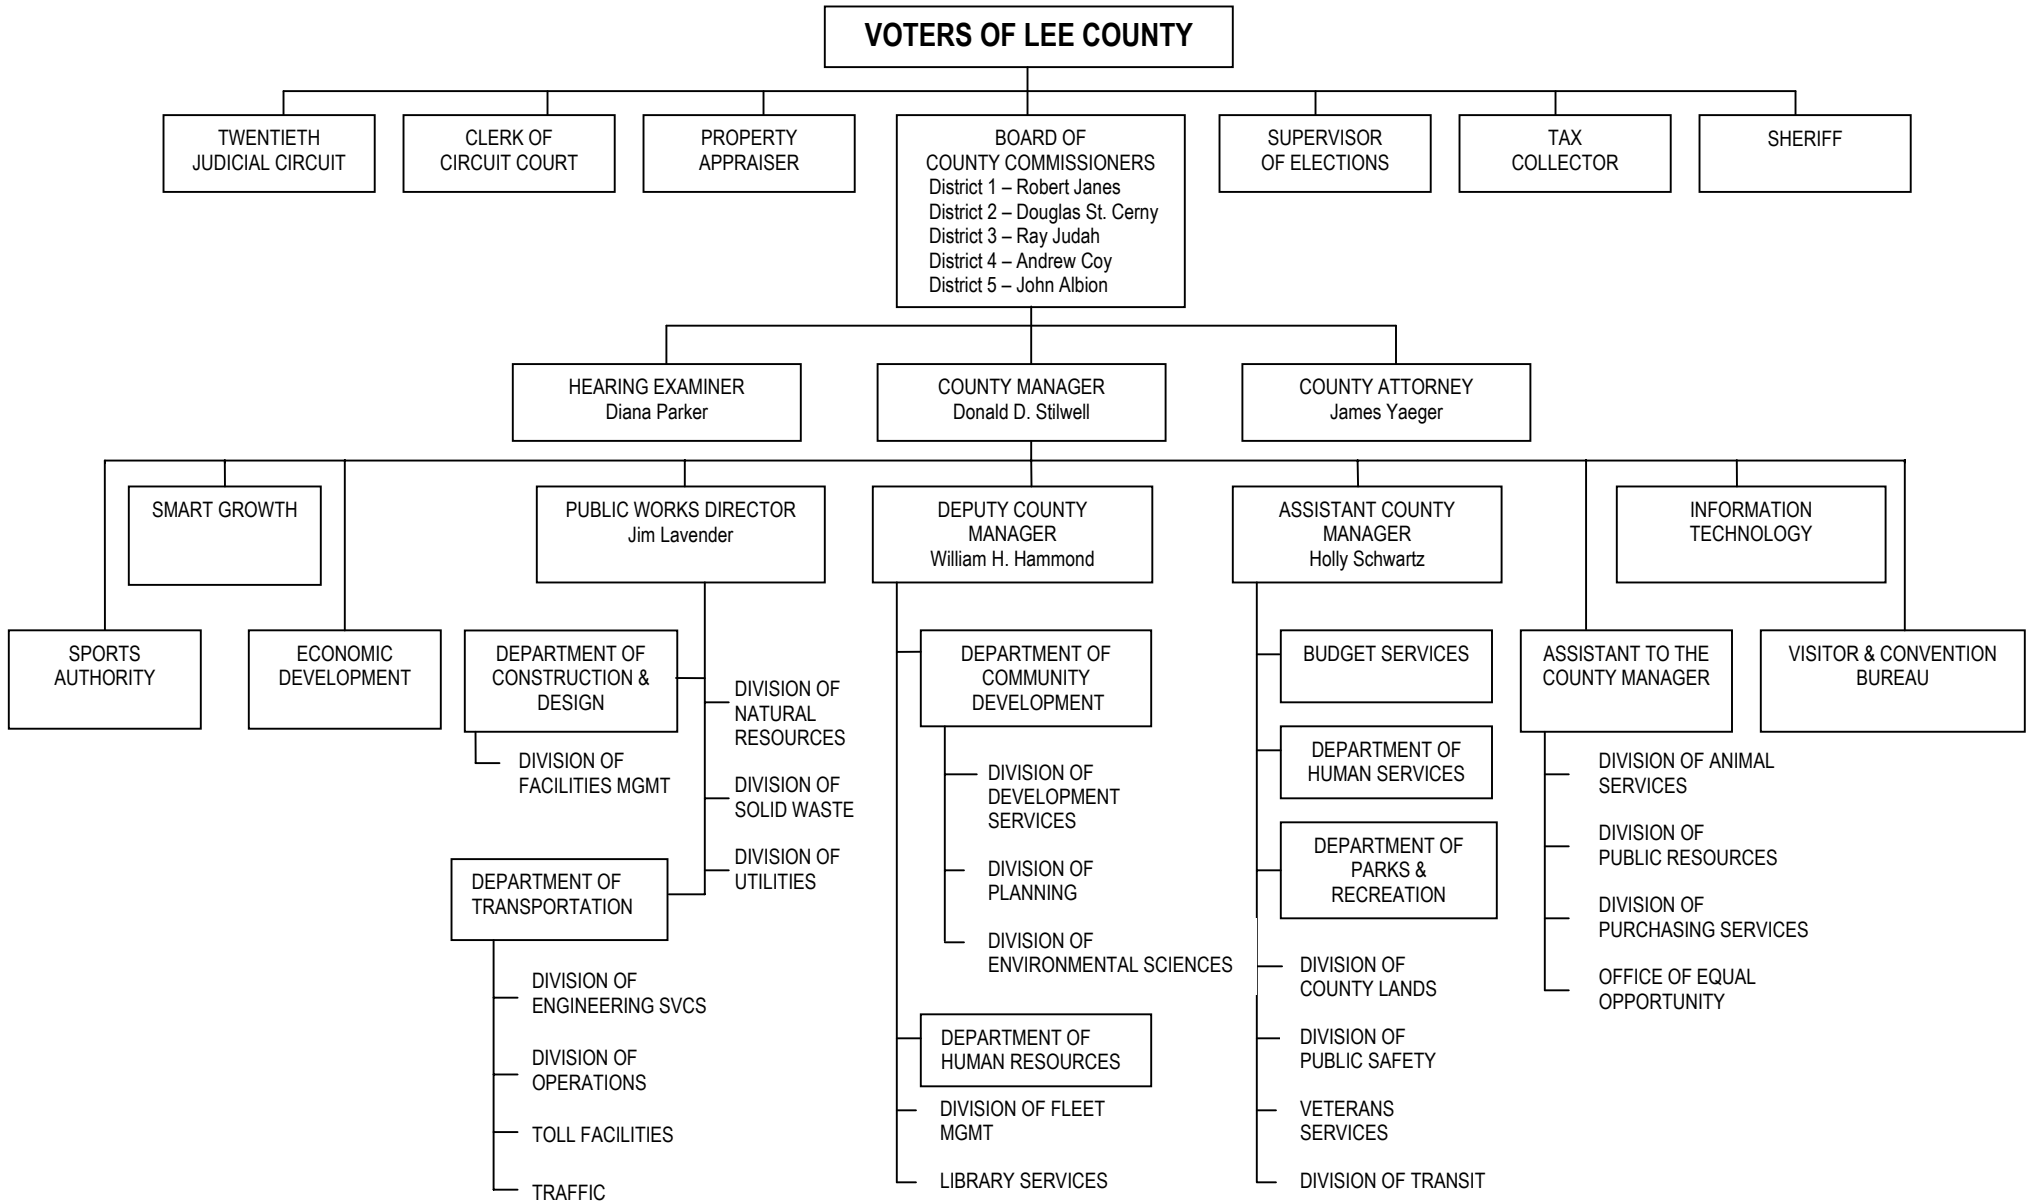 VOTERS OF LEE COUNTY
TWENTIETH
JUDICIAL CIRCUIT
CLERK OF
CIRCUIT COURT
PROPERTY
APPRAISER
BOARD OF
COUNTY COMMISSIONERS
District 1 – Robert Janes
District 2 – Douglas St. Cerny
District 3 – Ray Judah
District 4 – Andrew Coy
District 5 – John Albion
SUPERVISOR
OF ELECTIONS
TAX
COLLECTOR
SHERIFF
HEARING EXAMINER
Diana Parker
COUNTY MANAGER
Donald D. Stilwell
COUNTY ATTORNEY
James Yaeger
SMART GROWTH
PUBLIC WORKS DIRECTOR
Jim Lavender
DEPUTY COUNTY
MANAGER
William H. Hammond
ASSISTANT COUNTY
MANAGER
Holly Schwartz
INFORMATION
TECHNOLOGY
SPORTS
AUTHORITY
ECONOMIC
DEVELOPMENT
DEPARTMENT OF
CONSTRUCTION &
DESIGN
DIVISION OF
FACILITIES MGMT
DIVISION OF
NATURAL
RESOURCES
DIVISION OF
SOLID WASTE
DIVISION OF
UTILITIES
DEPARTMENT OF
TRANSPORTATION
DIVISION OF
ENGINEERING SVCS
DIVISION OF
OPERATIONS
TOLL FACILITIES
TRAFFIC
DEPARTMENT OF
COMMUNITY
DEVELOPMENT
DIVISION OF
DEVELOPMENT
SERVICES
DIVISION OF
PLANNING
DIVISION OF
ENVIRONMENTAL SCIENCES
DEPARTMENT OF
HUMAN RESOURCES
DIVISION OF FLEET
MGMT
LIBRARY SERVICES
BUDGET SERVICES
DEPARTMENT OF
HUMAN SERVICES
DEPARTMENT OF
PARKS &
RECREATION
DIVISION OF
COUNTY LANDS
DIVISION OF
PUBLIC SAFETY
VETERANS
SERVICES
DIVISION OF TRANSIT
ASSISTANT TO THE
COUNTY MANAGER
DIVISION OF ANIMAL
SERVICES
DIVISION OF
PUBLIC RESOURCES
DIVISION OF
PURCHASING SERVICES
OFFICE OF EQUAL
OPPORTUNITY
VISITOR & CONVENTION
BUREAU